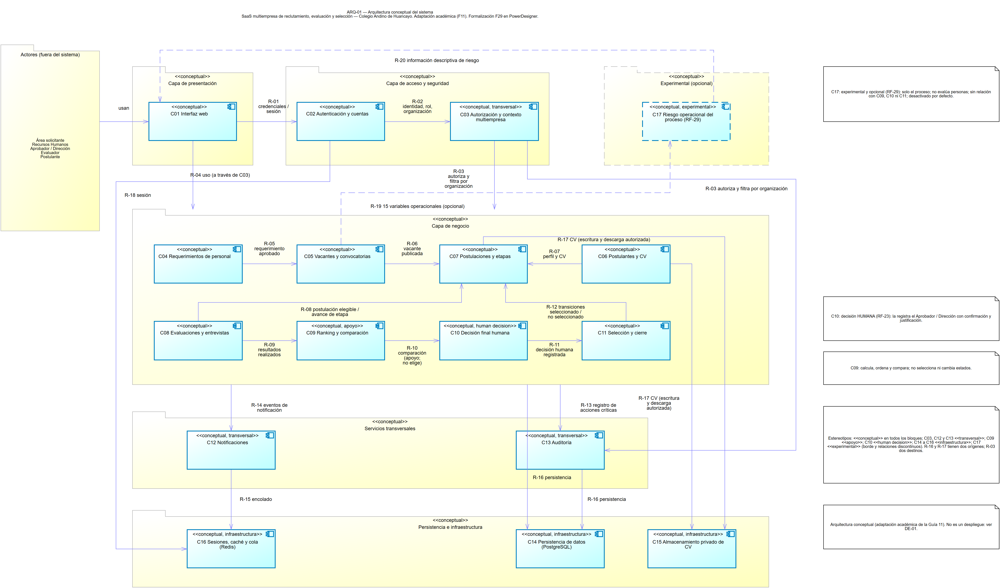 ARQ-01 — Arquitectura conceptual del sistema
SaaS multiempresa de reclutamiento, evaluación y selección — Colegio Andino de Huancayo. Adaptación académica (F11). Formalización F29 en PowerDesigner.
Actores (fuera del sistema)
Área solicitante
Recursos Humanos
Aprobador / Dirección
Evaluador
Postulante
usan
R-20 información descriptiva de riesgo
<<conceptual>>
Capa de presentación
<<conceptual>>
C01 Interfaz web
R-01
credenciales /
sesión
<<conceptual>>
Capa de acceso y seguridad
<<conceptual>>
C02 Autenticación y cuentas
R-02
identidad, rol,
organización
<<conceptual, transversal>>
C03 Autorización y contexto
multiempresa
<<conceptual>>
Experimental (opcional)
<<conceptual, experimental>>
C17 Riesgo operacional del
proceso (RF-29)
C17: experimental y opcional (RF-29): solo el proceso; no evalúa personas; sin relación
con C09, C10 ni C11; desactivado por defecto.
R-04 uso (a través de C03)
R-03
autoriza y
filtra por
organización
R-03 autoriza y filtra por organización
R-18 sesión
R-19 15 variables operacionales (opcional)
<<conceptual>>
Capa de negocio
<<conceptual>>
C04 Requerimientos de personal
R-05
requerimiento
aprobado
<<conceptual>>
C05 Vacantes y convocatorias
R-06
vacante
publicada
<<conceptual>>
C07 Postulaciones y etapas
R-17 CV (escritura y descarga autorizada)
R-07
perfil y CV
<<conceptual>>
C06 Postulantes y CV
R-08 postulación elegible /
avance de etapa
R-12 transiciones
seleccionado /
no seleccionado
<<conceptual>>
C08 Evaluaciones y entrevistas
R-09
resultados
realizados
<<conceptual, apoyo>>
C09 Ranking y comparación
R-10
comparación
(apoyo;
no elige)
<<conceptual, human decision>>
C10 Decisión final humana
R-11
decisión humana
registrada
<<conceptual>>
C11 Selección y cierre
C10: decisión HUMANA (RF-23): la registra el Aprobador / Dirección con confirmación y
justificación.
C09: calcula, ordena y compara; no selecciona ni cambia estados.
R-14 eventos de
notificación
R-13 registro de
acciones críticas
R-17 CV (escritura
y descarga
autorizada)
<<conceptual>>
Servicios transversales
<<conceptual, transversal>>
C12 Notificaciones
<<conceptual, transversal>>
C13 Auditoría
Estereotipos: <<conceptual>> en todos los bloques; C03, C12 y C13 <<transversal>>; C09
<<apoyo>>; C10 <<human decision>>; C14 a C16 <<infraestructura>>; C17
<<experimental>> (borde y relaciones discontinuos). R-16 y R-17 tienen dos orígenes; R-03
dos destinos.
R-16 persistencia
R-15 encolado
R-16 persistencia
<<conceptual>>
Persistencia e infraestructura
<<conceptual, infraestructura>>
C16 Sesiones, caché y cola
(Redis)
<<conceptual, infraestructura>>
C14 Persistencia de datos
(PostgreSQL)
<<conceptual, infraestructura>>
C15 Almacenamiento privado de
CV
Arquitectura conceptual (adaptación académica de la Guía 11). No es un despliegue: ver
DE-01.